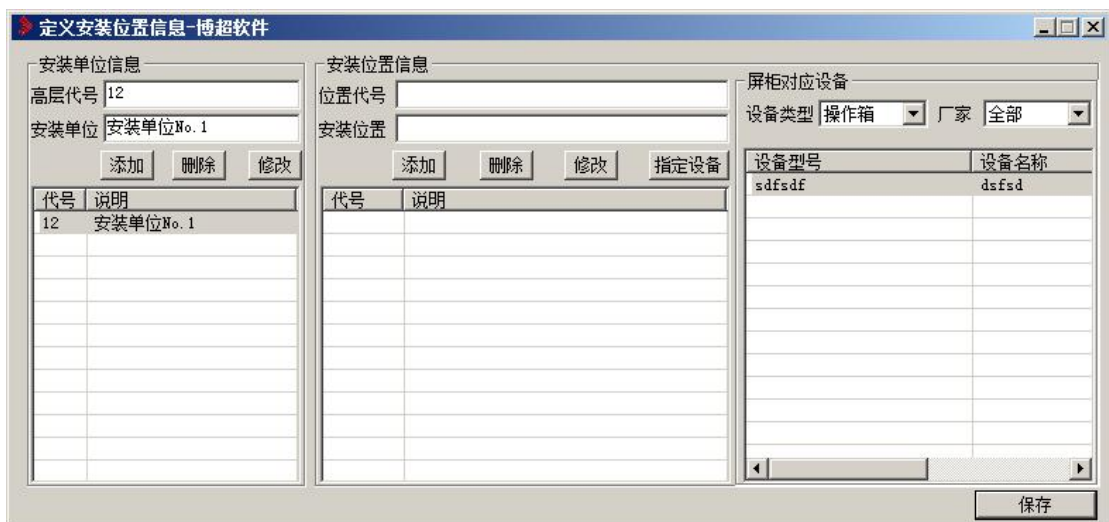 定义安装位置信息-博超软件
安装单位信息
高层代号 12
安装单位 安装单位No.1
添加 删除 修改
代号 说明
12 安装单位No.1
安装位置信息
位置代号
安装位置
添加 删除 修改 指定设备
代号 说明
屏柜对应设备
设备类型 操作箱 厂家 全部
设备型号 设备名称
sdfsdf dsfsd
保存